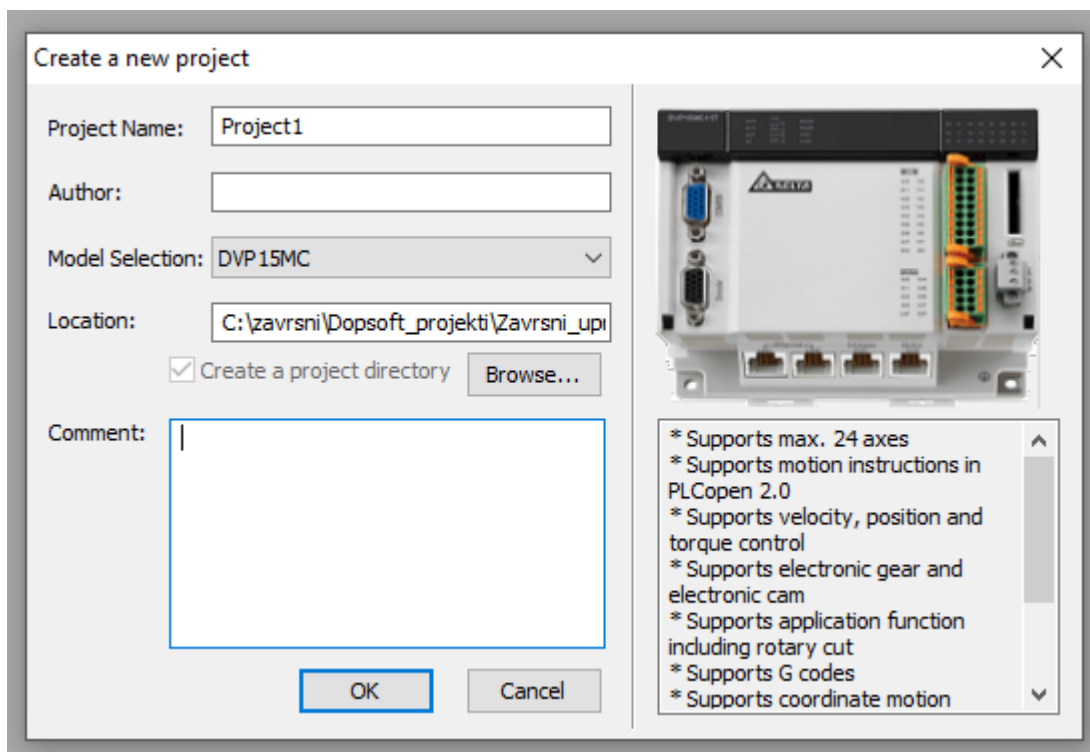 Create a new project
Project Name:
Project1
Author:
Model Selection:
DVP15MC
Location:
C:\zavrsni\Dopsoft_projekti\Zavrsni_upr
Create a project directory
Browse...
Comment:
OK
Cancel
DELTA
* Supports max. 24 axes
* Supports motion instructions in
PLCopen 2.0
* Supports velocity, position and
torque control
* Supports electronic gear and
electronic cam
* Supports application function
including rotary cut
* Supports G codes
* Supports coordinate motion